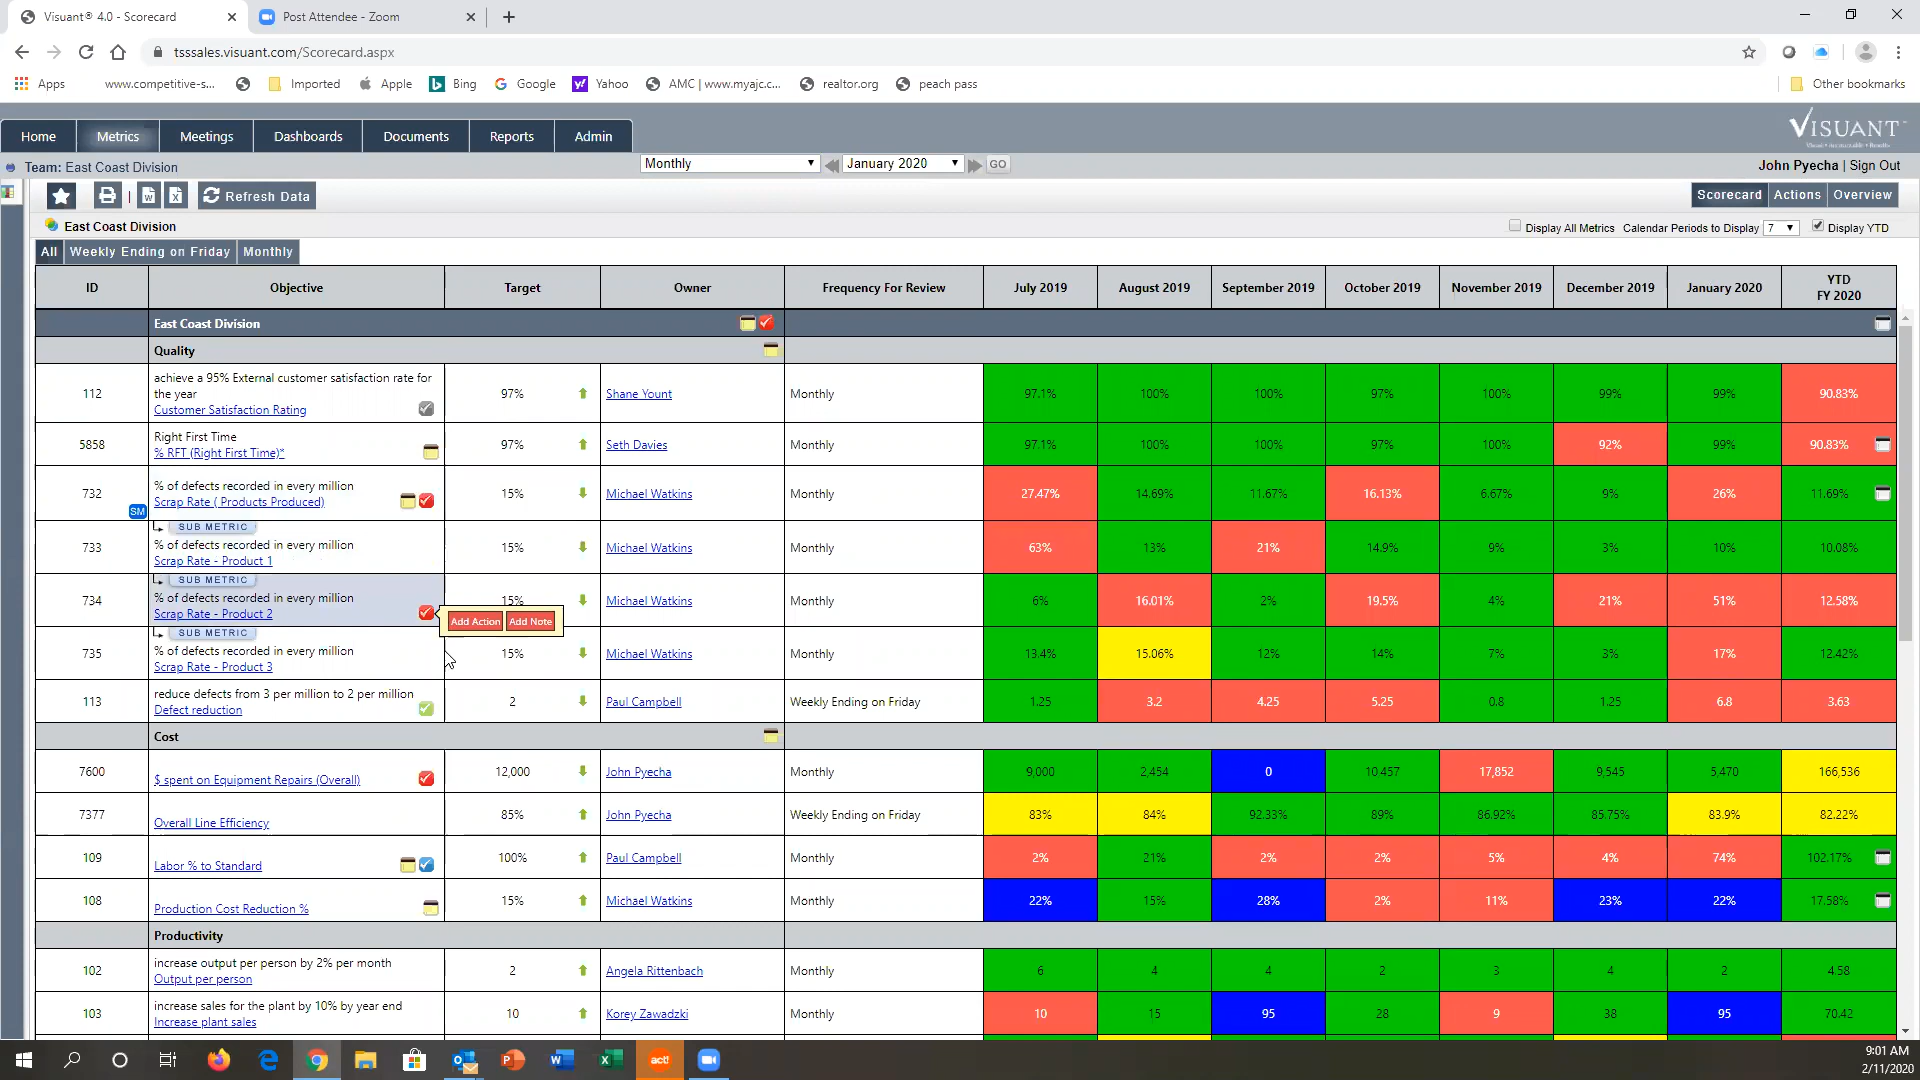 Visuant® 4.0 - Scorecard
Post Attendee - Zoom
tsssales.visuant.com/Scorecard.aspx
Apps
www.competitive-s...
Imported
Apple
Bing
Google
Yahoo
AMC | www.myajc.c...
realtor.org
peach pass
Other bookmarks
Home
Metrics
Meetings
Dashboards
Documents
Reports
Admin
VISUANT
Team: East Coast Division
Monthly
January 2020
GO
John Pyecha | Sign Out
Refresh Data
Scorecard
Actions
Overview
East Coast Division
Display All Metrics
Calendar Periods to Display 7
Display YTD
All
Weekly Ending on Friday
Monthly
ID Objective Target Owner Frequency For Review July 2019 August 2019 September 2019 October 2019 November 2019 December 2019 January 2020 YTD
FY 2020
East Coast Division
Quality
achieve a 95% External customer satisfaction rate for
the year
112 97% Shane Yount Monthly 97.1% 100% 100% 97% 100% 99% 99% 90.83%
Customer Satisfaction Rating
Right First Time
5858 97% Seth Davies Monthly 97.1% 100% 100% 97% 100% 92% 99% 90.83%
% RFT (Right First Time)*
% of defects recorded in every million
732 15% Michael Watkins Monthly 27.47% 14.69% 11.67% 16.13% 6.67% 9% 26% 11.69%
Scrap Rate ( Products Produced)
SM
SUB METRIC
% of defects recorded in every million
733 15% Michael Watkins Monthly 63% 13% 21% 14.9% 9% 3% 10% 10.08%
Scrap Rate - Product 1
SUB METRIC
% of defects recorded in every million
734 15% Michael Watkins Monthly 6% 16.01% 2% 19.5% 4% 21% 51% 12.58%
Scrap Rate - Product 2
Add Action Add Note
SUB METRIC
% of defects recorded in every million
735 15% Michael Watkins Monthly 13.4% 15.06% 12% 14% 7% 3% 17% 12.42%
Scrap Rate - Product 3
reduce defects from 3 per million to 2 per million
113 2 Paul Campbell Weekly Ending on Friday 1.25 3.2 4.25 5.25 0.8 1.25 6.8 3.63
Defect reduction
Cost
7600 $ spent on Equipment Repairs (Overall) 12,000 John Pyecha Monthly 9,000 2,454 0 10,457 17,852 9,545 5,470 166,536
7377 Overall Line Efficiency 85% John Pyecha Weekly Ending on Friday 83% 84% 92.33% 89% 86.92% 85.75% 83.9% 82.22%
109 Labor % to Standard 100% Paul Campbell Monthly 2% 21% 2% 2% 5% 4% 74% 102.17%
108 Production Cost Reduction % 15% Michael Watkins Monthly 22% 15% 28% 2% 11% 23% 22% 17.58%
Productivity
increase output per person by 2% per month
102 2 Angela Rittenbach Monthly 6 4 4 2 3 4 2 4.58
Output per person
increase sales for the plant by 10% by year end
103 10 Korey Zawadzki Monthly 10 15 95 28 9 38 95 70.42
Increase plant sales
act!
9:01 AM
2/11/2020